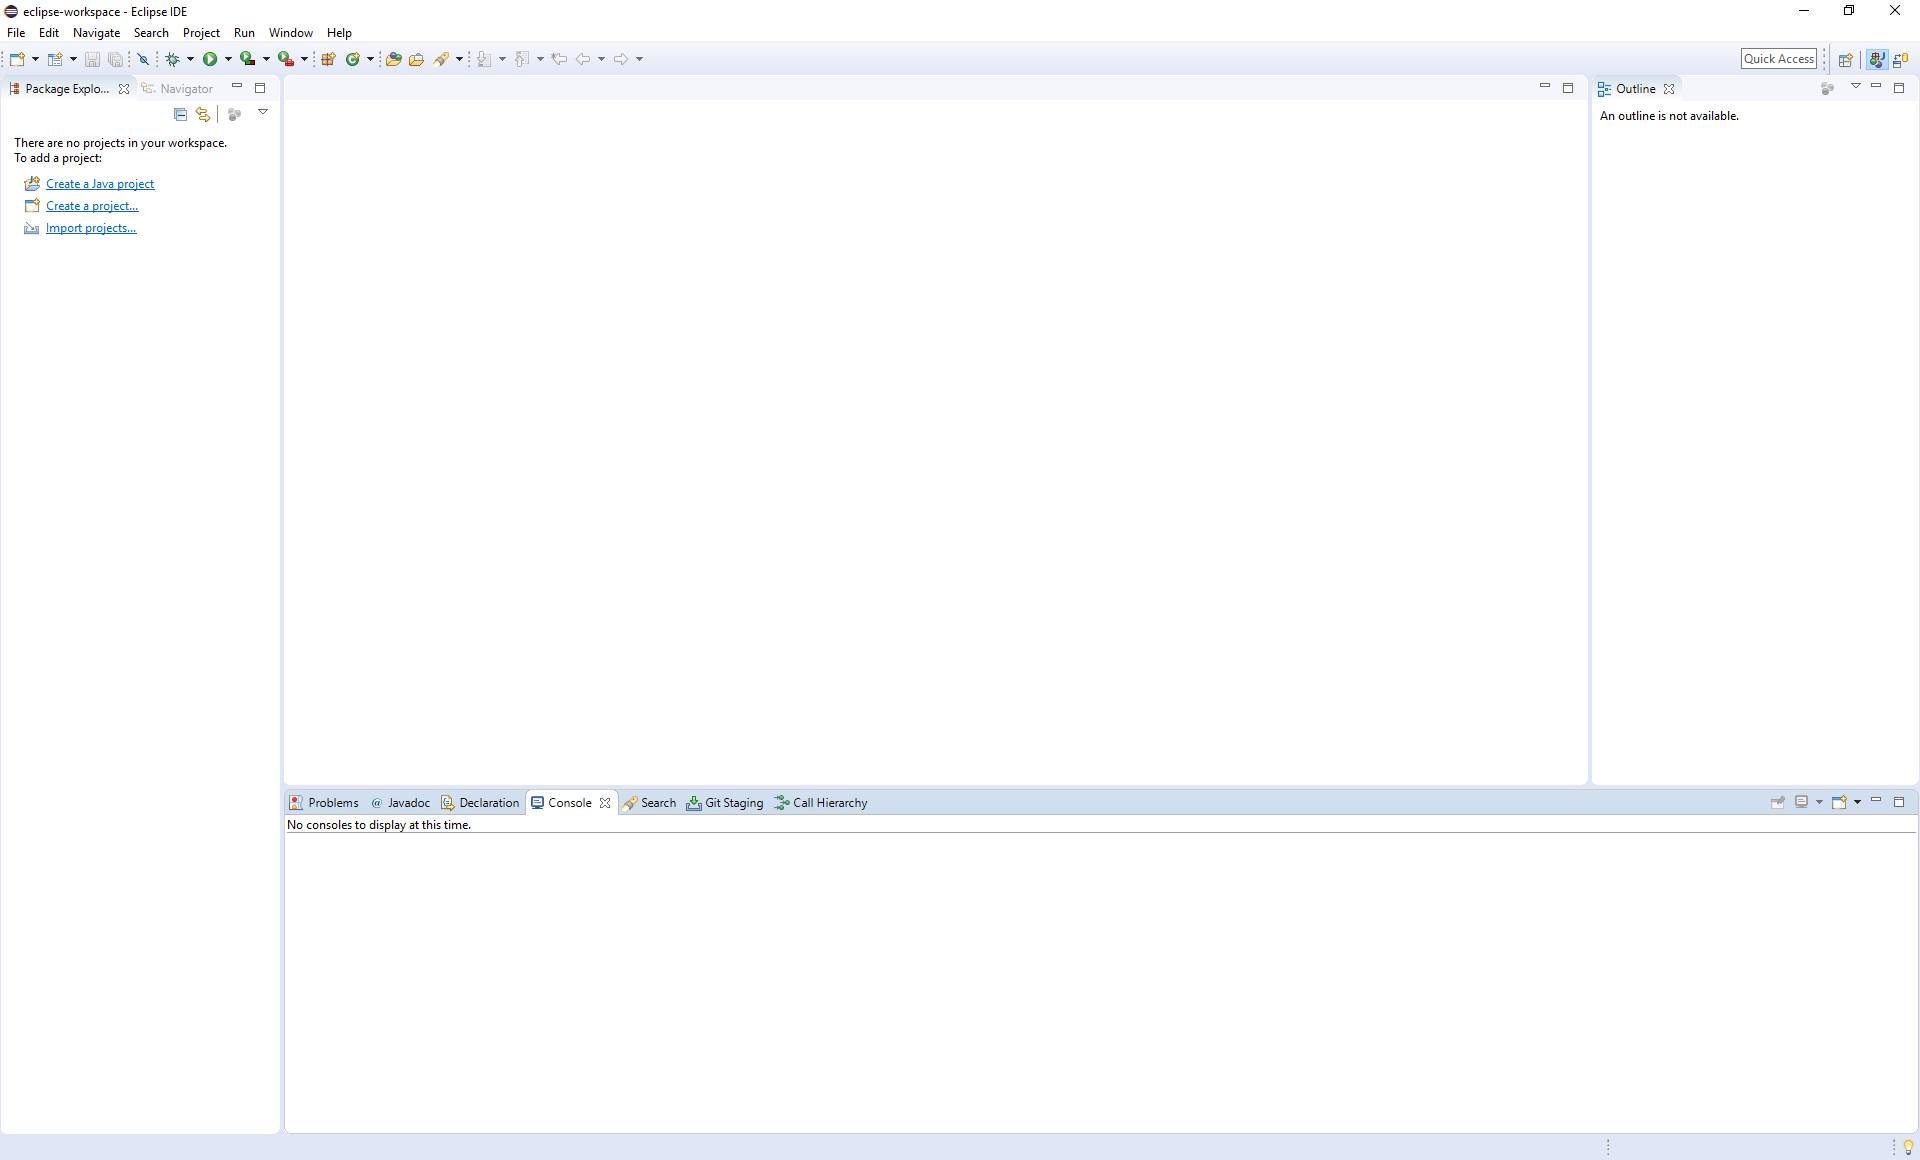 eclipse-workspace - Eclipse IDE
File Edit Navigate Search Project Run Window Help
Quick Access
Package Explo...
Navigator
There are no projects in your workspace.
To add a project:
Create a Java project
Create a project...
Import projects...
Outline
An outline is not available.
Problems @ Javadoc Declaration Console Search Git Staging Call Hierarchy
No consoles to display at this time.